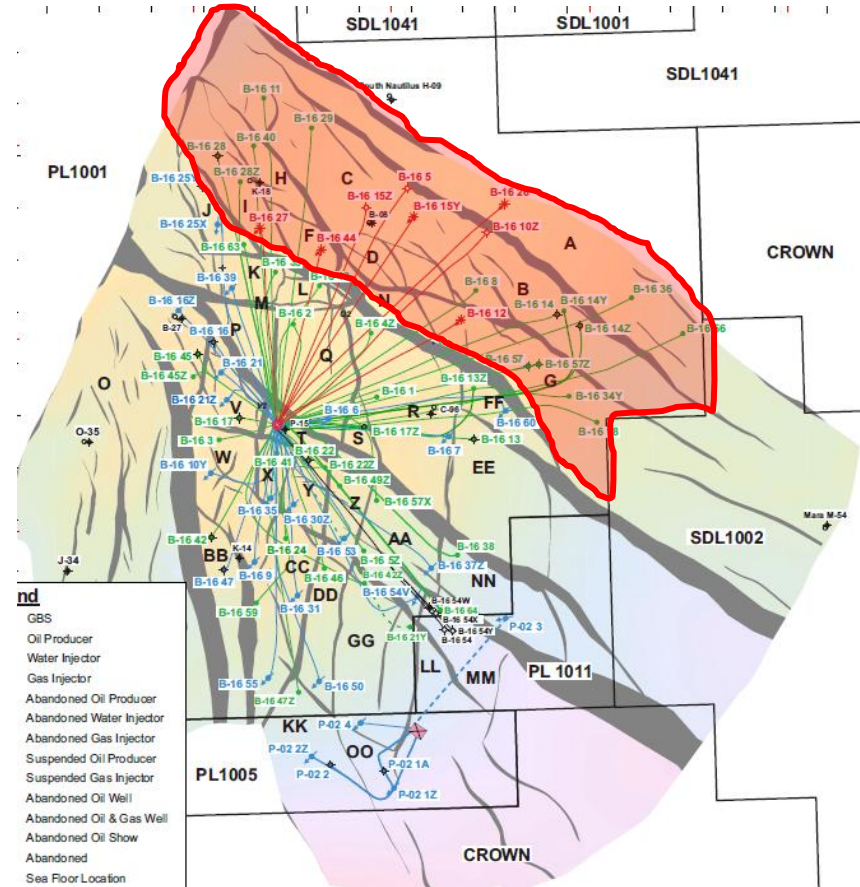 SDL1041
SDL1001
SDL1041
outh Nautilus H-09
B-16 11
B-16 29
B-16 40
B-16 28
PL1001
B-16 25Y
B-16 28Z
H
K-18
C
B-16 5
B-16 15Z
B-16 15Y
B-08
B-16 10Z
J
I
B-16 27
B-16 25X
F
B-16 44
A
CROWN
B-16 63
D
K
L
N
B-16 39
M
B-16 8
B
B-16 36
B-16 16Z
B-16 14
B-16 14Y
B-16 14Z
B-27
B-16 16
P
B-16 2
B-16 4Z
B-16 12
B-16 45
Q
B-16 57
B-16 57Z
B-16 45Z
B-16 21
G
O
B-16 21Z
B-16 1
B-16 13Z
B-16 34Y
V
B-16 17
B-16 6
R
C-96
FF
B-16 60
P-15
O-35
B-16 3
T
S
B-16 17Z
B-16 7
B-16 13
W
B-16 22
EE
B-16 10Y
B-16 41
B-16 22Z
X
Y
B-16 49Z
Z
B-16 57X
B-16 35
B-16 30Z
Mara M-54
B-16 42
AA
SDL1002
K-14
B-16 24
B-16 53
B-16 38
J-34
BB
B-16 47
B-16 9
CC
B-16 5Z
B-16 37Z
B-16 46
B-16 42Z
NN
B-16 59
B-16 31
DD
B-16 54V
B-16 54W
B-16 64
B-16 54X
P-02 3
B-16 21Y
B-16 54Y
B-16 54
GG
LL
MM
PL 1011
B-16 55
B-16 50
B-16 47Z
KK
P-02 4
OO
P-02 2Z
P-02 2
P-02 1A
PL1005
P-02 1Z
CROWN
nd
GBS
Oil Producer
Water Injector
Gas Injector
Abandoned Oil Producer
Abandoned Water Injector
Abandoned Gas Injector
Suspended Oil Producer
Suspended Gas Injector
Abandoned Oil Well
Abandoned Oil & Gas Well
Abandoned Oil Show
Abandoned
Sea Floor Location